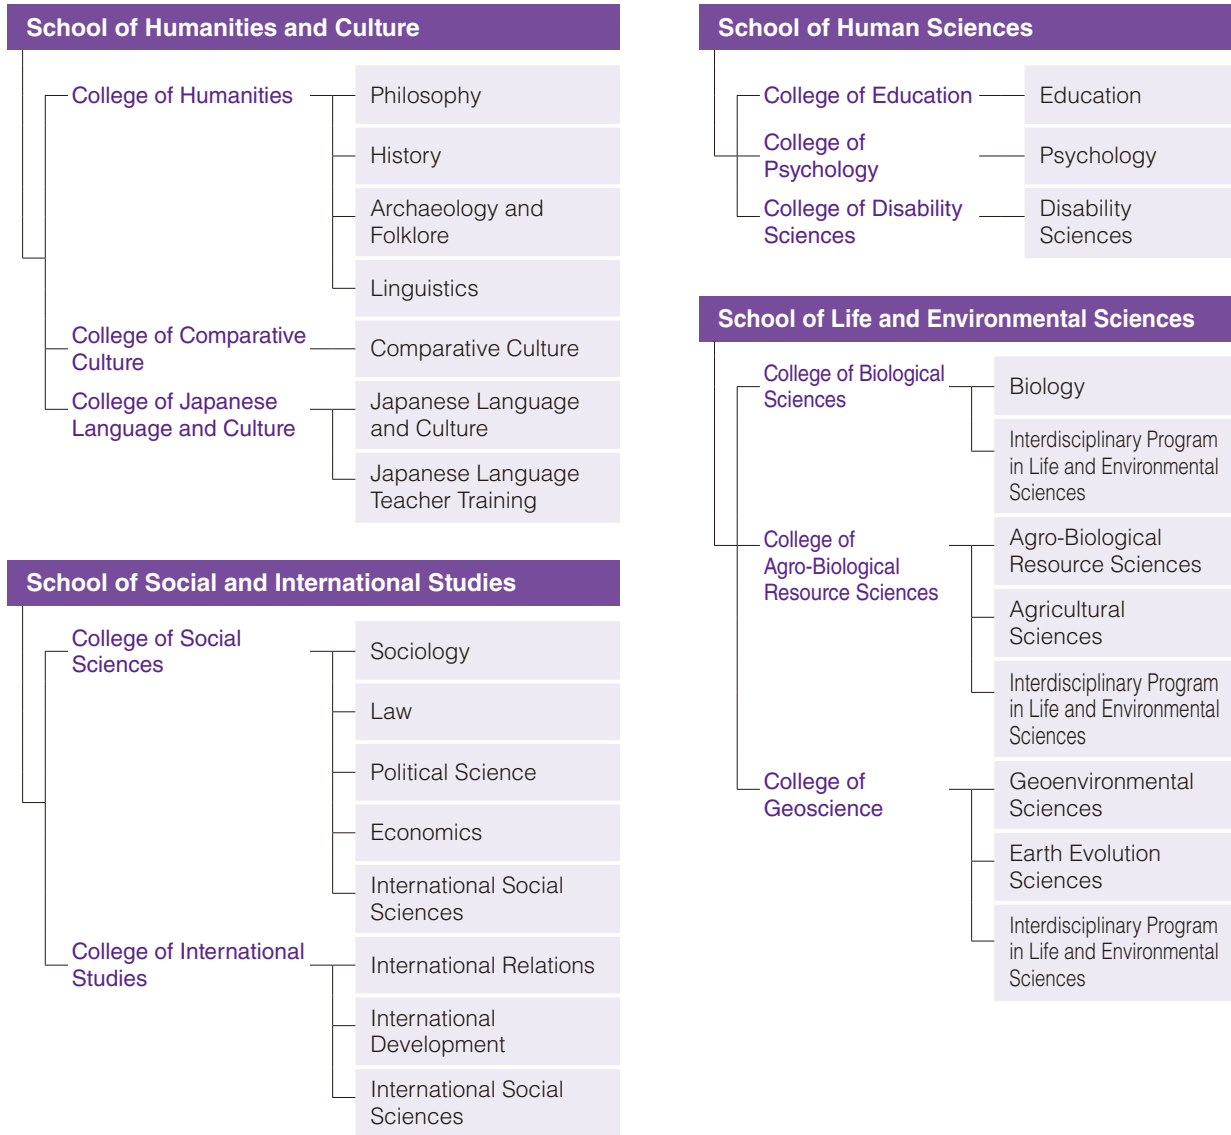 School of Humanities and Culture
College of Humanities
Philosophy
History
Archaeology and
Folklore
Linguistics
College of Comparative
Culture
Comparative Culture
College of Japanese
Language and Culture
Japanese Language
and Culture
Japanese Language
Teacher Training
School of Social and International Studies
College of Social
Sciences
Sociology
Law
Political Science
Economics
International Social
Sciences
College of International
Studies
International Relations
International
Development
International Social
Sciences
School of Human Sciences
College of Education
Education
College of
Psychology
Psychology
College of Disability
Sciences
Disability
Sciences
School of Life and Environmental Sciences
College of Biological
Sciences
Biology
Interdisciplinary Program
in Life and Environmental
Sciences
College of
Agro-Biological
Resource Sciences
Agro-Biological
Resource Sciences
Agricultural
Sciences
Interdisciplinary Program
in Life and Environmental
Sciences
College of
Geoscience
Geoenvironmental
Sciences
Earth Evolution
Sciences
Interdisciplinary Program
in Life and Environmental
Sciences